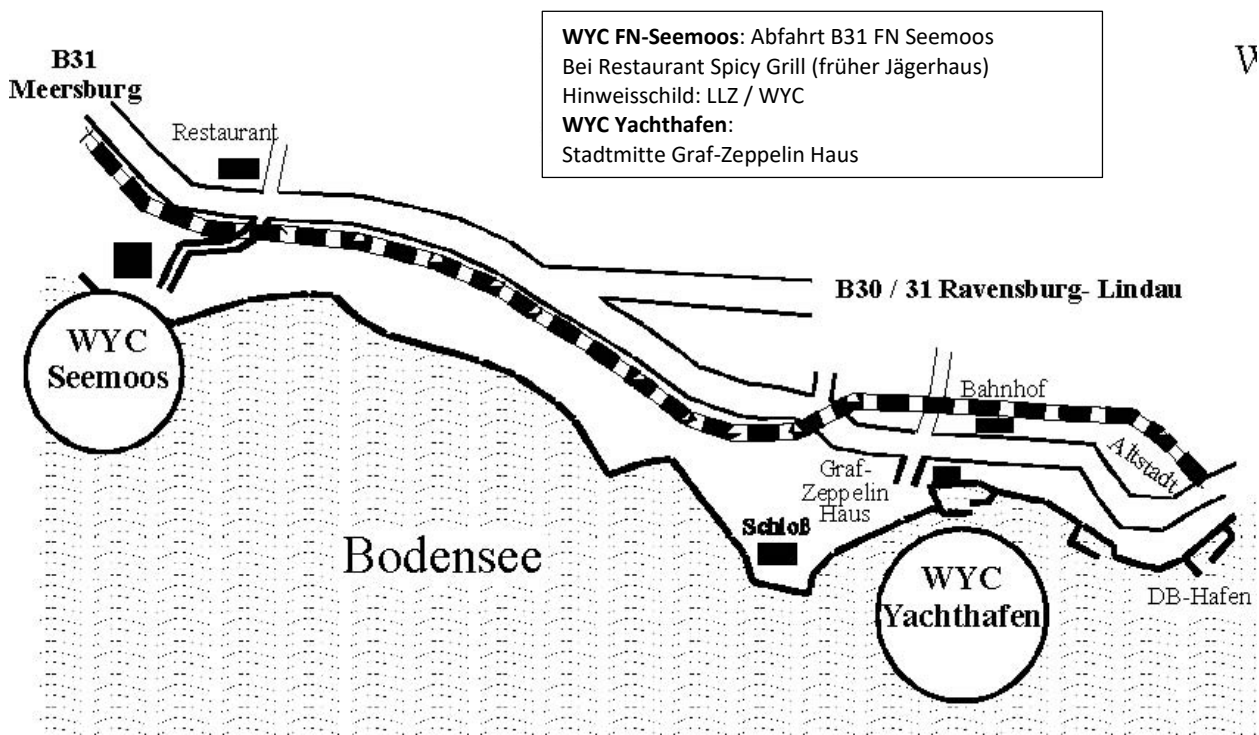 WYC FN-Seemoos: Abfahrt B31 FN Seemoos
Bei Restaurant Spicy Grill (früher Jägerhaus)
Hinweisschild: LLZ / WYC
WYC Yachthafen:
Stadtmitte Graf-Zeppelin Haus
W
B31
Meersburg
Restaurant
B30 / 31 Ravensburg- Lindau
WYC
Seemoos
Bahnhof
Altstadt
Graf-
Zeppelin
Haus
Schloß
Bodensee
WYC
Yachthafen
DB-Hafen